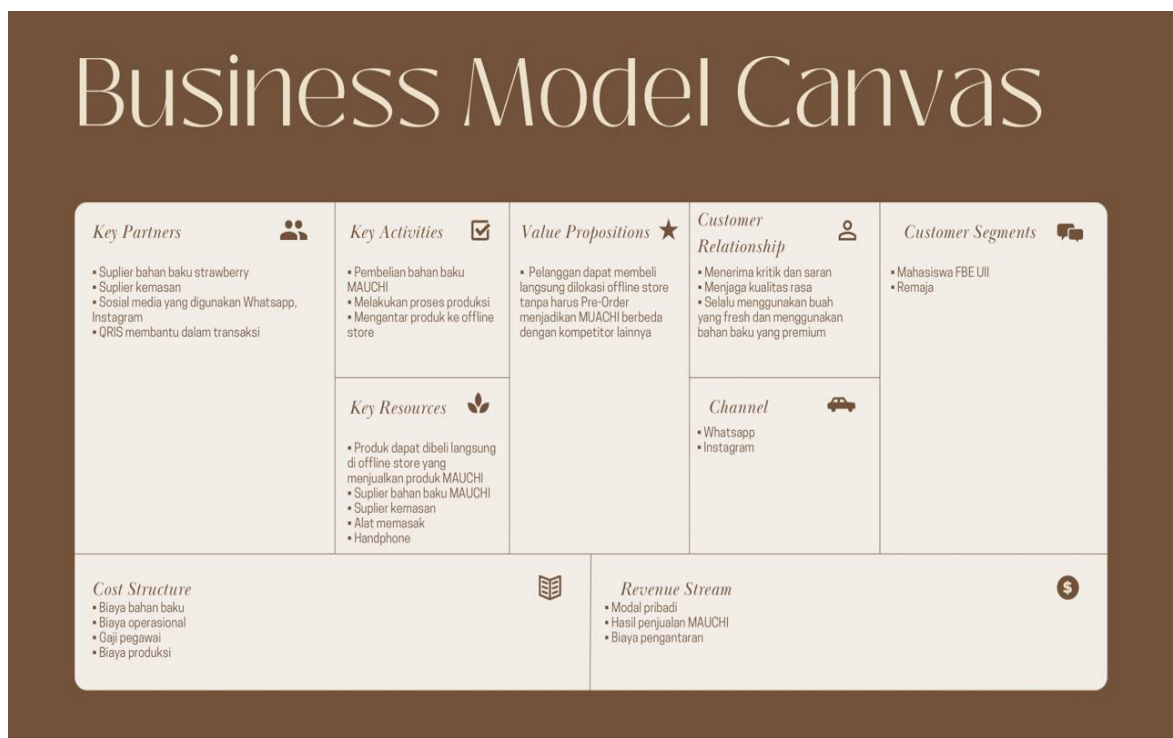 Business Model Canvas
Key Partners
▪ Suplier bahan baku strawberry
▪ Suplier kemasan
▪ Sosial media yang digunakan Whatsapp,
Instagram
▪ QRIS membantu dalam transaksi
Key Activities
▪ Pembelian bahan baku
MAUCHI
▪ Melakukan proses produksi
▪ Mengantar produk ke offline
store
Key Resources
▪ Produk dapat dibeli langsung
di offline store yang
menjualkan produk MAUCHI
▪ Suplier bahan baku MAUCHI
▪ Suplier kemasan
▪ Alat memasak
▪ Handphone
Value Propositions
▪ Pelanggan dapat membeli
langsung dilokasi offline store
tanpa harus Pre-Order
menjadikan MUACHI berbeda
dengan kompetitor lainnya
Customer
Relationship
▪ Menerima kritik dan saran
▪ Menjaga kualitas rasa
▪ Selalu menggunakan buah
yang fresh dan menggunakan
bahan baku yang premium
Channel
▪ Whatsapp
▪ Instagram
Customer Segments
▪ Mahasiswa FBE UII
▪ Remaja
Cost Structure
▪ Biaya bahan baku
▪ Biaya operasional
▪ Gaji pegawai
▪ Biaya produksi
Revenue Stream
▪ Modal pribadi
▪ Hasil penjualan MAUCHI
▪ Biaya pengantaran
$